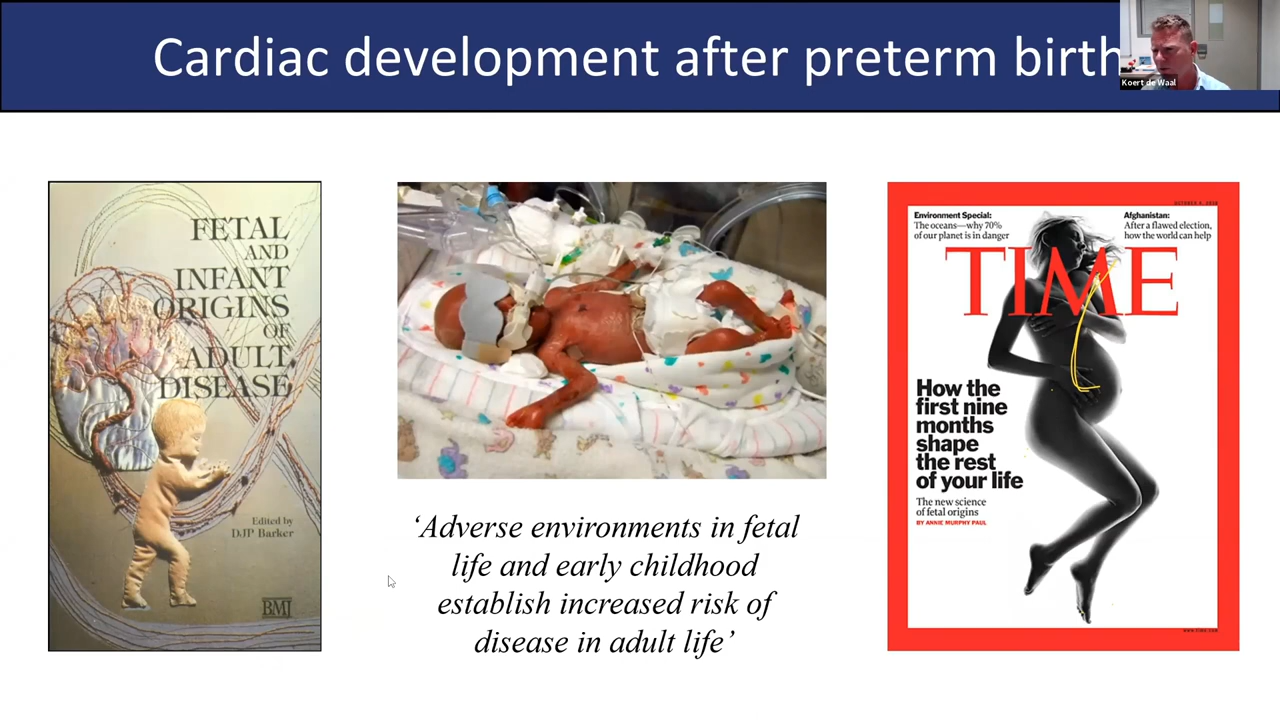 Cardiac development after preterm birth
Koert de Waal
FETAL
AND
INFANT
ORIGINS
OF
ADULT
DISEASE
Edited by
DJP Barker
BMJ
‘Adverse environments in fetal
life and early childhood
establish increased risk of
disease in adult life’
Environment Special:
The oceans—why 70%
of our planet is in danger
Afghanistan:
After a flawed election,
how the world can help
TIME
How the
first nine
months
shape
the rest
of your life
The new science
of fetal origins
BY ANNIE MURPHY PAUL
www.time.com